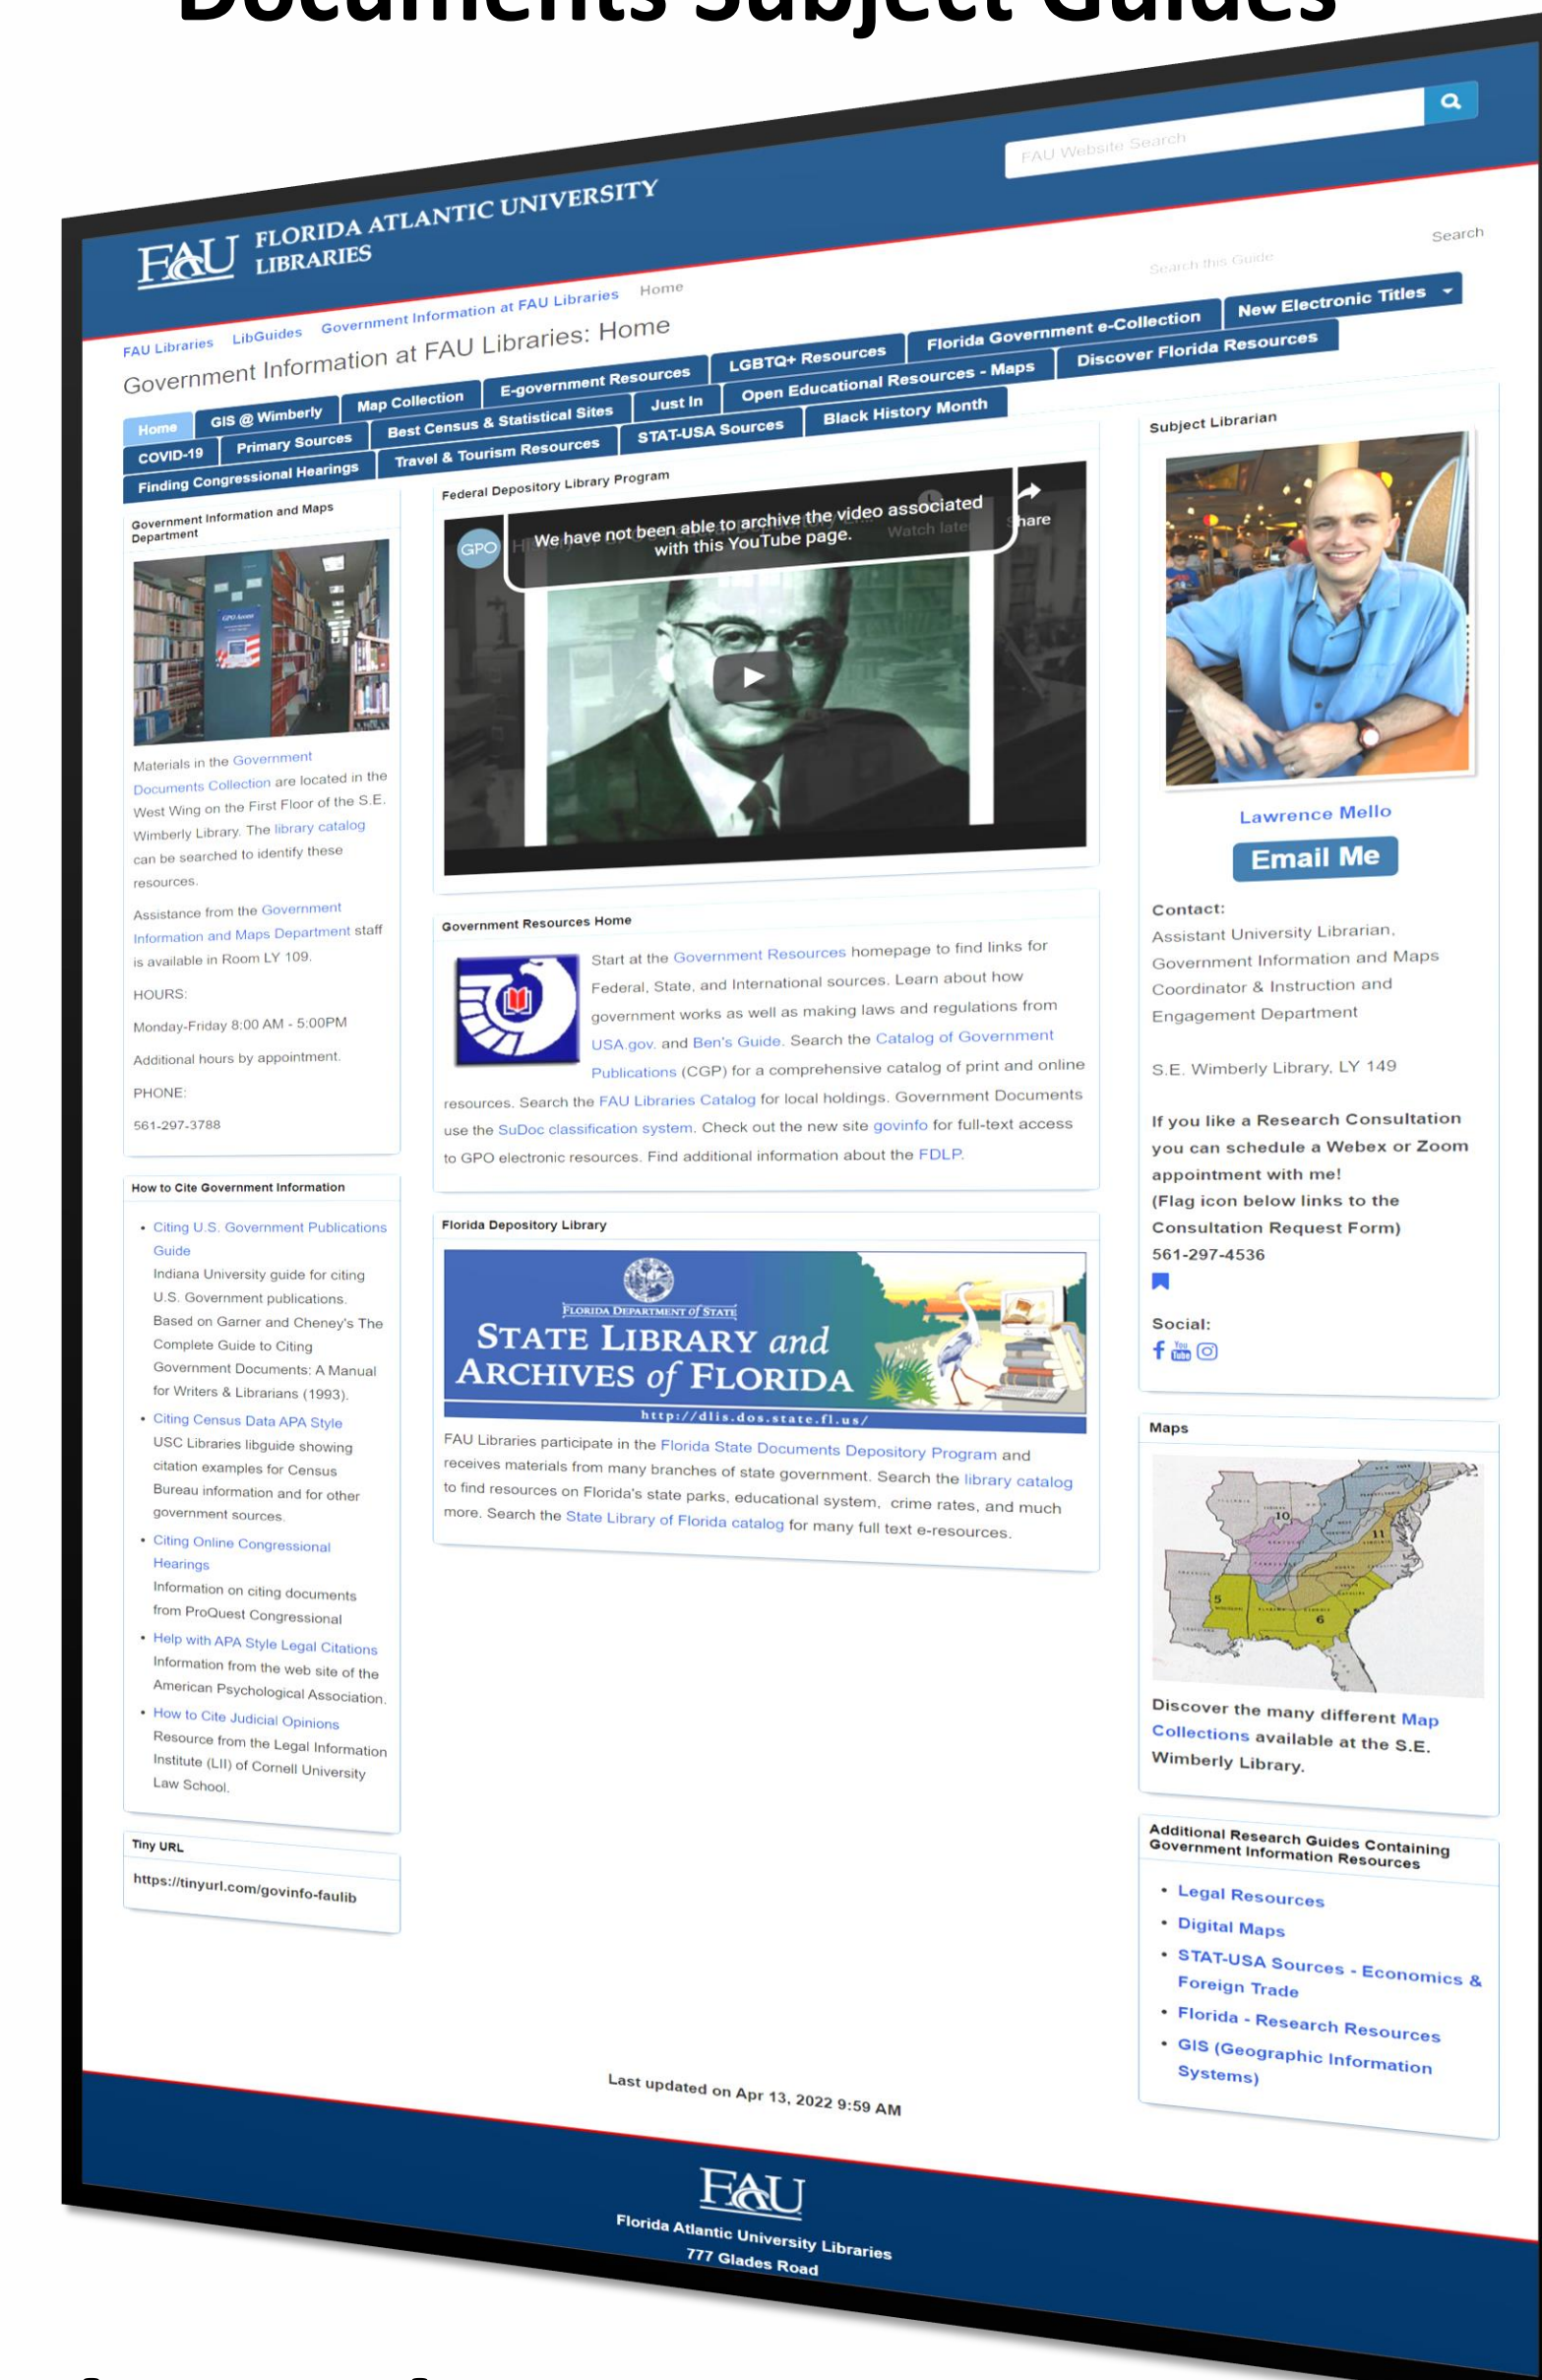 Documents Subject Guides
FAU Website Search
FAU FLORIDA ATLANTIC UNIVERSITY
LIBRARIES
FAU Libraries LibGuides Government Information at FAU Libraries Home
Search this Guide Search
Government Information at FAU Libraries: Home
Home GIS @ Wimberly Map Collection E-government Resources LGBTQ+ Resources Florida Government e-Collection New Electronic Titles
COVID-19 Primary Sources Best Census & Statistical Sites Just In Open Educational Resources - Maps Discover Florida Resources
Finding Congressional Hearings Travel & Tourism Resources STAT-USA Sources Black History Month
Government Information and Maps
Department
GPO Access
Materials in the Government
Documents Collection are located in the
West Wing on the First Floor of the S.E.
Wimberly Library. The library catalog
can be searched to identify these
resources.
Assistance from the Government
Information and Maps Department staff
is available in Room LY 109.
HOURS:
Monday-Friday 8:00 AM - 5:00PM
Additional hours by appointment.
PHONE:
561-297-3788
How to Cite Government Information
• Citing U.S. Government Publications
Guide
Indiana University guide for citing
U.S. Government publications.
Based on Garner and Cheney's The
Complete Guide to Citing
Government Documents: A Manual
for Writers & Librarians (1993).
• Citing Census Data APA Style
USC Libraries libguide showing
citation examples for Census
Bureau information and for other
government sources.
• Citing Online Congressional
Hearings
Information on citing documents
from ProQuest Congressional
• Help with APA Style Legal Citations
Information from the web site of the
American Psychological Association.
• How to Cite Judicial Opinions
Resource from the Legal Information
Institute (LII) of Cornell University
Law School.
Tiny URL
https://tinyurl.com/govinfo-faulib
Federal Depository Library Program
GPO
We have not been able to archive the video associated
with this YouTube page.
Watch later
Share
Government Resources Home
Start at the Government Resources homepage to find links for
Federal, State, and International sources. Learn about how
government works as well as making laws and regulations from
USA.gov. and Ben's Guide. Search the Catalog of Government
Publications (CGP) for a comprehensive catalog of print and online
resources. Search the FAU Libraries Catalog for local holdings. Government Documents
use the SuDoc classification system. Check out the new site govinfo for full-text access
to GPO electronic resources. Find additional information about the FDLP.
Florida Depository Library
FLORIDA DEPARTMENT of STATE
STATE LIBRARY and
ARCHIVES of FLORIDA
http://dlis.dos.state.fl.us/
FAU Libraries participate in the Florida State Documents Depository Program and
receives materials from many branches of state government. Search the library catalog
to find resources on Florida's state parks, educational system, crime rates, and much
more. Search the State Library of Florida catalog for many full text e-resources.
Subject Librarian
Lawrence Mello
Email Me
Contact:
Assistant University Librarian,
Government Information and Maps
Coordinator & Instruction and
Engagement Department
S.E. Wimberly Library, LY 149
If you like a Research Consultation
you can schedule a Webex or Zoom
appointment with me!
(Flag icon below links to the
Consultation Request Form)
561-297-4536
Social:
f You Tube
Maps
10
11
5
6
Discover the many different Map
Collections available at the S.E.
Wimberly Library.
Additional Research Guides Containing
Government Information Resources
• Legal Resources
• Digital Maps
• STAT-USA Sources - Economics &
Foreign Trade
• Florida - Research Resources
• GIS (Geographic Information
Systems)
Last updated on Apr 13, 2022 9:59 AM
FAU
Florida Atlantic University Libraries
777 Glades Road